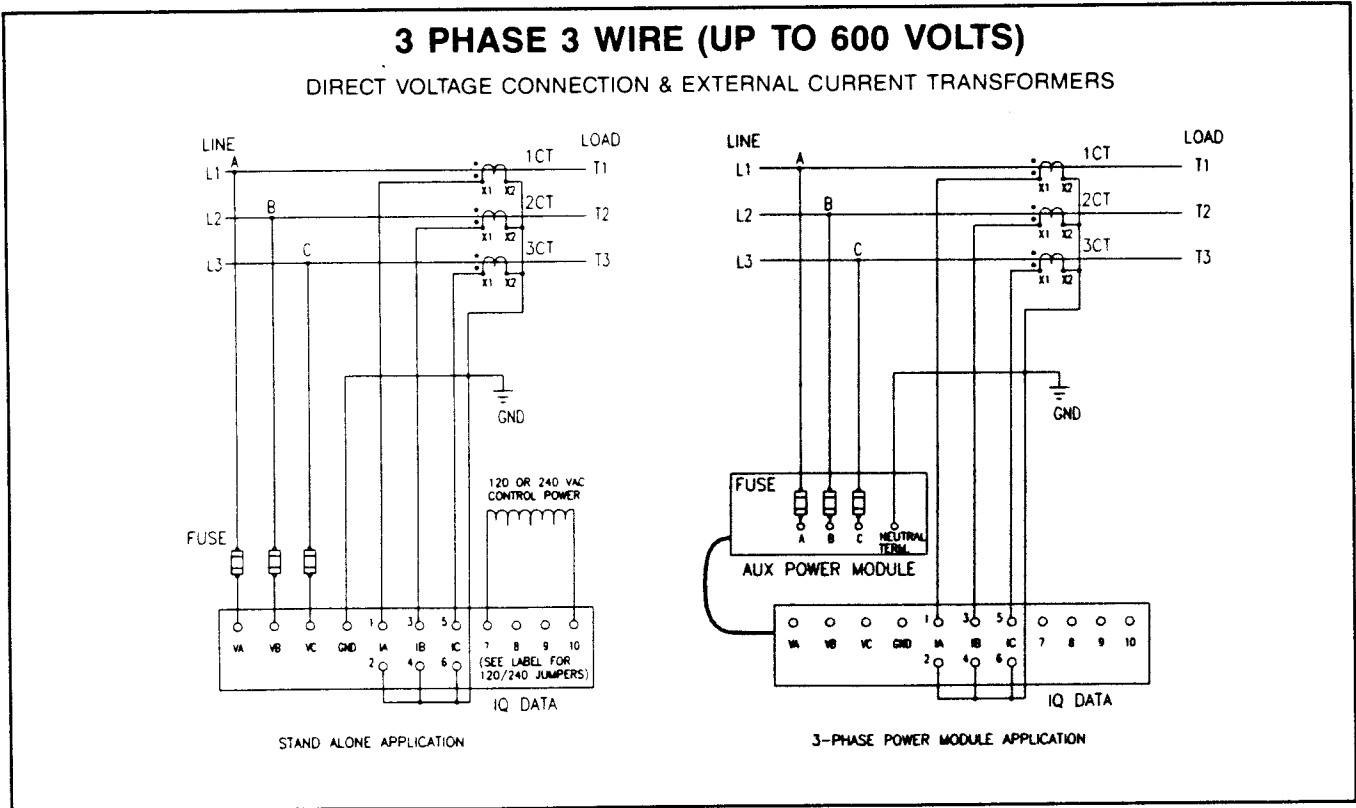 3 PHASE 3 WIRE (UP TO 600 VOLTS)
DIRECT VOLTAGE CONNECTION & EXTERNAL CURRENT TRANSFORMERS
LINE
LOAD
A
1CT
L1
T1
X1 X2
B
2CT
L2
T2
X1 X2
C
3CT
L3
T3
X1 X2
GND
120 OR 240 VAC
CONTROL POWER
FUSE
1 3 5
VA VB VC GND IA IB IC 7 8 9 10
2 4 6
(SEE LABEL FOR
120/240 JUMPERS)
IQ DATA
STAND ALONE APPLICATION
LINE
LOAD
A
1CT
L1
T1
X1 X2
B
2CT
L2
T2
X1 X2
C
3CT
L3
T3
X1 X2
GND
FUSE
A B C NEUTRAL
TERM.
AUX POWER MODULE
1 3 5
VA VB VC GND IA IB IC 7 8 9 10
2 4 6
IQ DATA
3-PHASE POWER MODULE APPLICATION